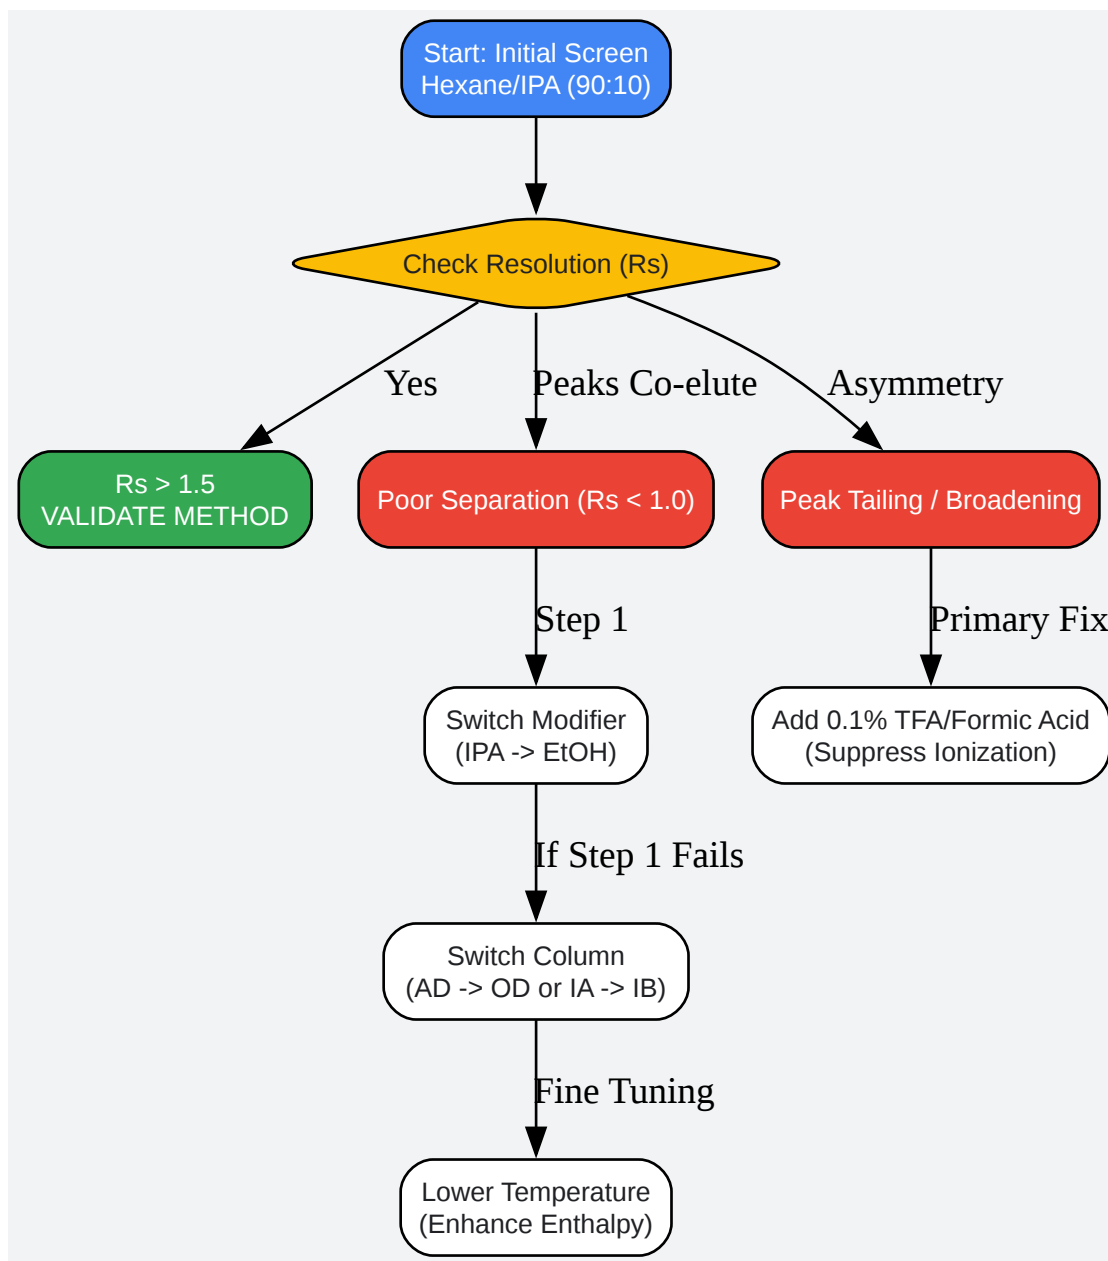 Start: Initial Screen
Hexane/IPA (90:10)
Check Resolution (Rs)
Yes
Peaks Co-elute
Asymmetry
Rs > 1.5
VALIDATE METHOD
Poor Separation (Rs < 1.0)
Peak Tailing / Broadening
Step 1
Primary Fix
Switch Modifier
(IPA -> EtOH)
Add 0.1% TFA/Formic Acid
(Suppress Ionization)
If Step 1 Fails
Switch Column
(AD -> OD or IA -> IB)
Fine Tuning
Lower Temperature
(Enhance Enthalpy)